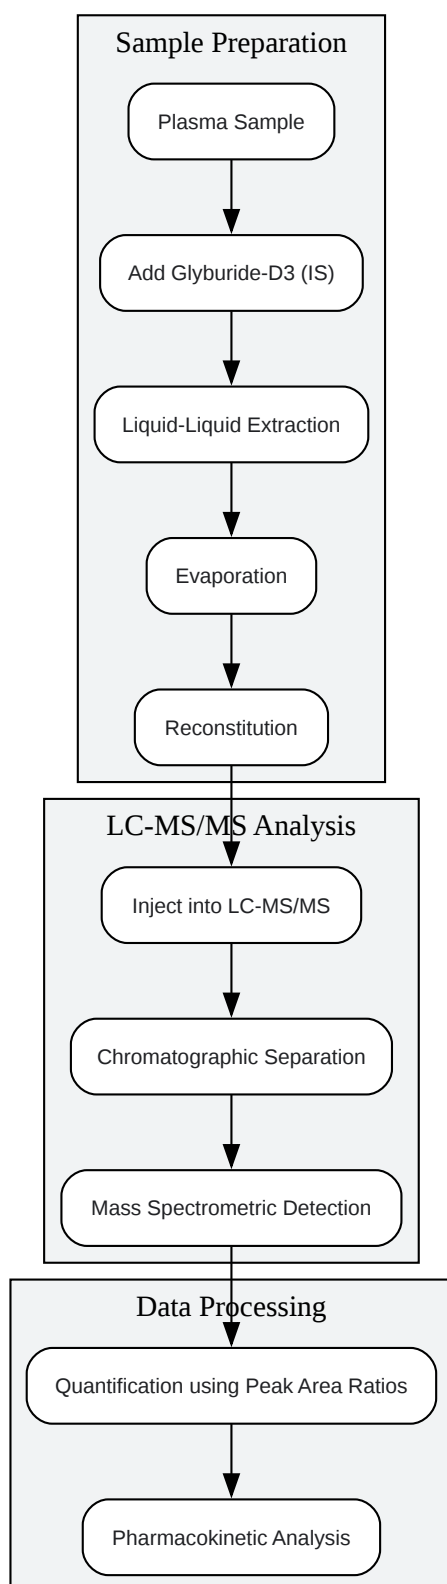 Sample Preparation
Plasma Sample
Add Glyburide-D3 (IS)
Liquid-Liquid Extraction
Evaporation
Reconstitution
LC-MS/MS Analysis
Inject into LC-MS/MS
Chromatographic Separation
Mass Spectrometric Detection
Data Processing
Quantification using Peak Area Ratios
Pharmacokinetic Analysis